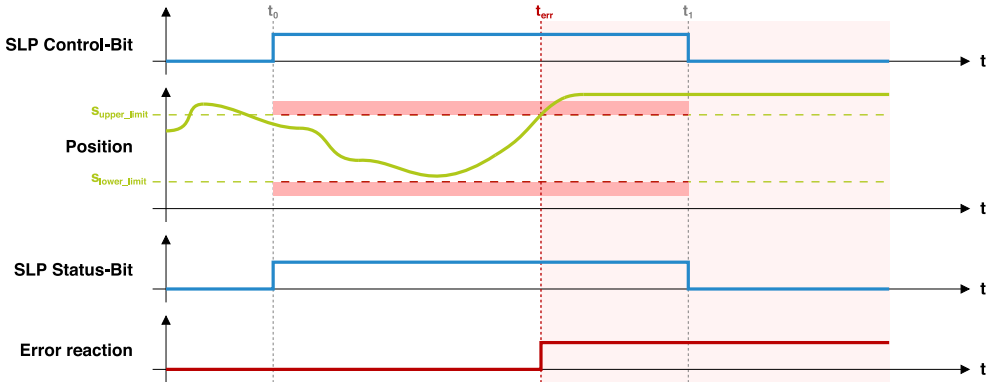 t0 terr t1
SLP Control-Bit t
Supper_limit
Position
Slower_limit
t
SLP Status-Bit t
Error reaction t